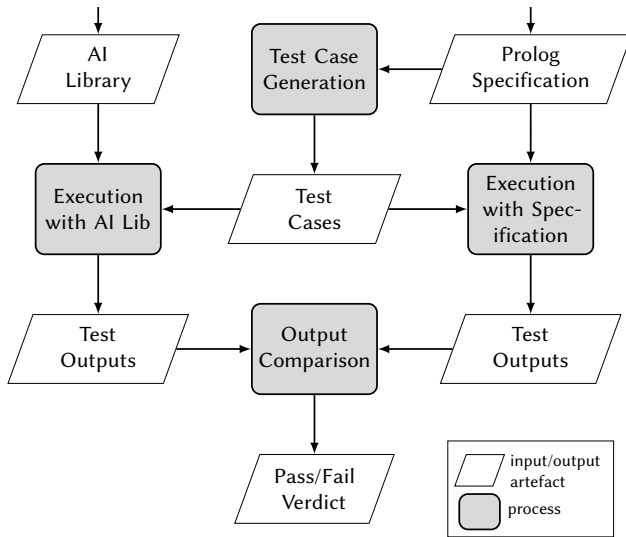 AI
Library
Test Case
Generation
Prolog
Specification
Execution
with AI Lib
Test
Cases
Execution
with Spec-
ification
Test
Outputs
Output
Comparison
Test
Outputs
Pass/Fail
Verdict
input/output
artefact
process